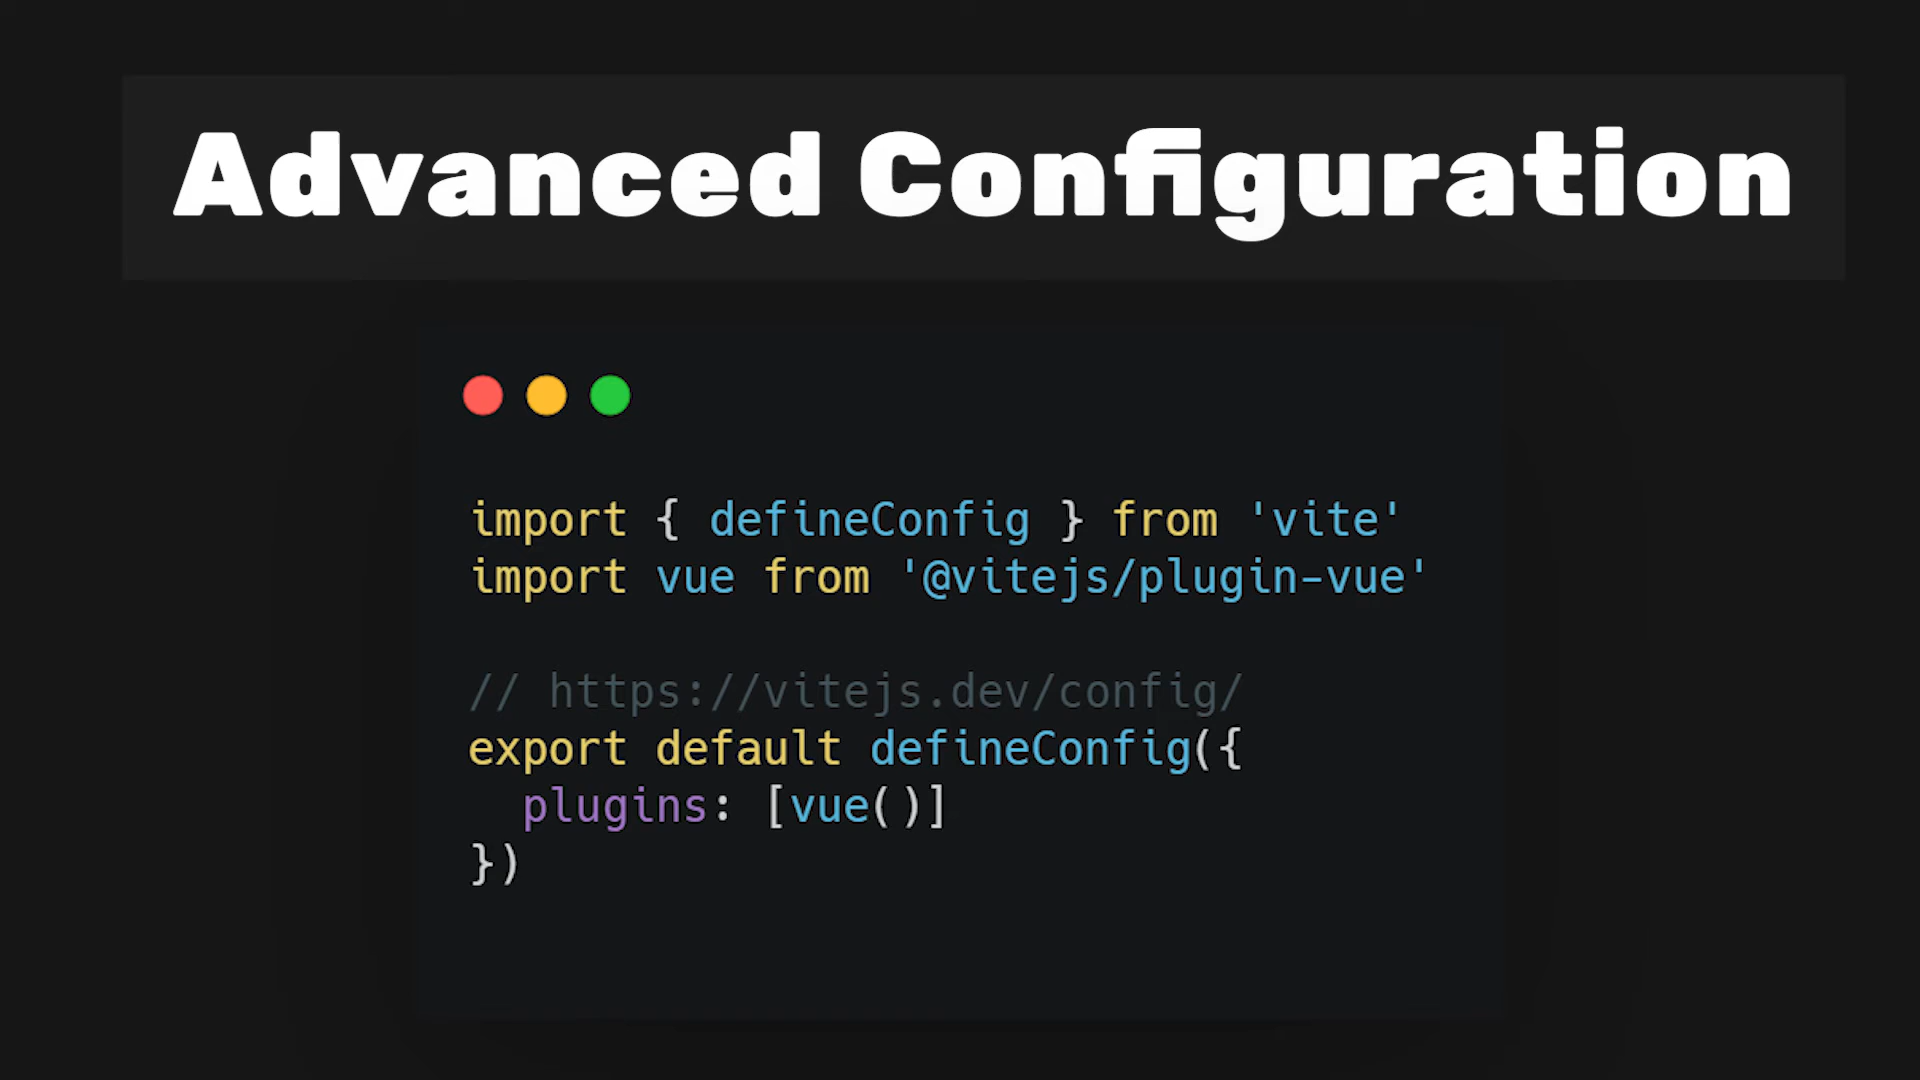 Advanced Configuration
import { defineConfig } from 'vite'
import vue from '@vitejs/plugin-vue'
// https://vitejs.dev/config/
export default defineConfig({
  plugins: [vue()]
})